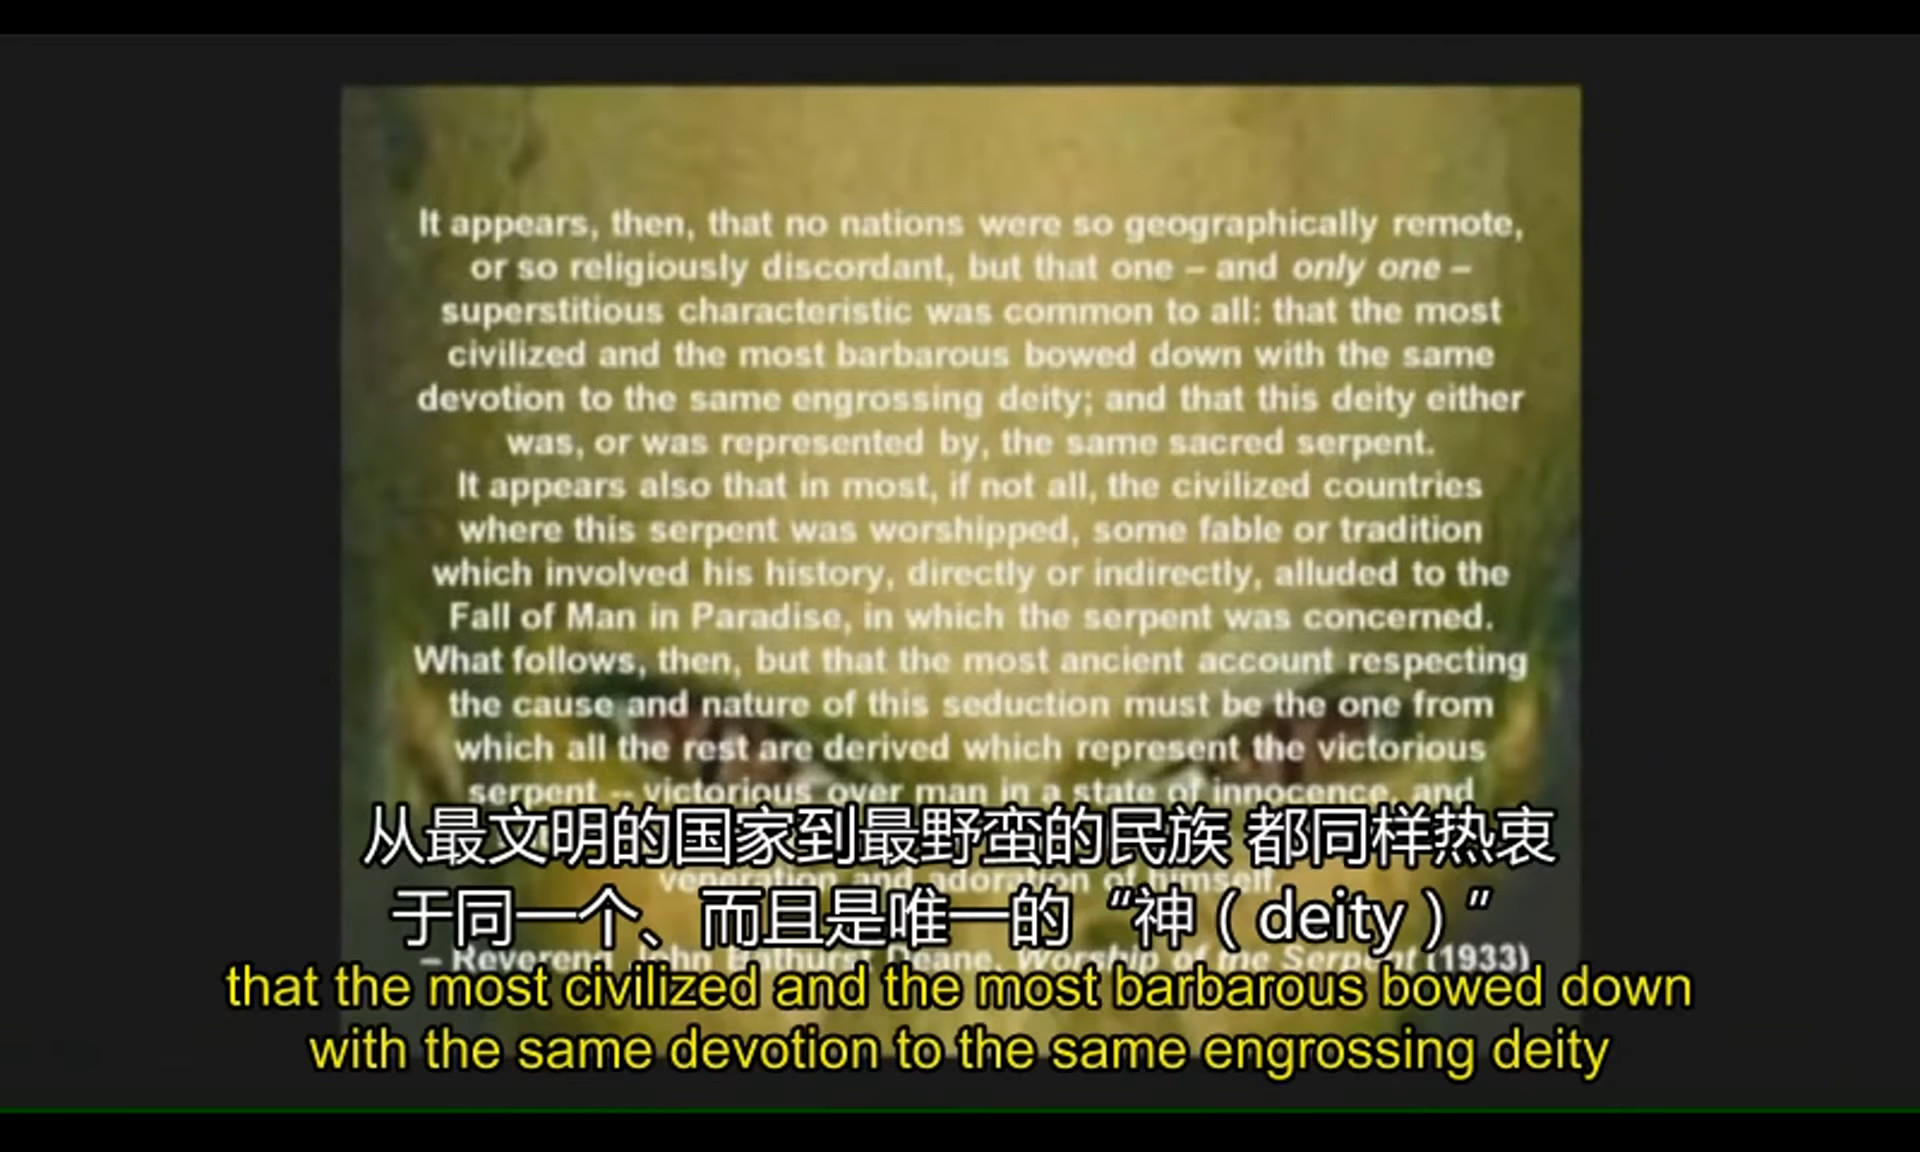 It appears, then, that no nations were so geographically remote,
or so religiously discordant, but that one – and only one –
superstitious characteristic was common to all: that the most
civilized and the most barbarous bowed down with the same
devotion to the same engrossing deity; and that this deity either
was, or was represented by, the same sacred serpent.
It appears also that in most, if not all, the civilized countries
where this serpent was worshipped, some fable or tradition
which involved his history, directly or indirectly, alluded to the
Fall of Man in Paradise, in which the serpent was concerned.
What follows, then, but that the most ancient account respecting
the cause and nature of this seduction must be the one from
which all the rest are derived which represent the victorious
serpent -- victorious over man in a state of innocence, and
从最文明的国家到最野蛮的民族 都同样热衷
veneration and adoration of himself.
于同一个、而且是唯一的“神（deity）”
– Reverend John Bathurst Deane, Worship of the Serpent (1933)
that the most civilized and the most barbarous bowed down
with the same devotion to the same engrossing deity